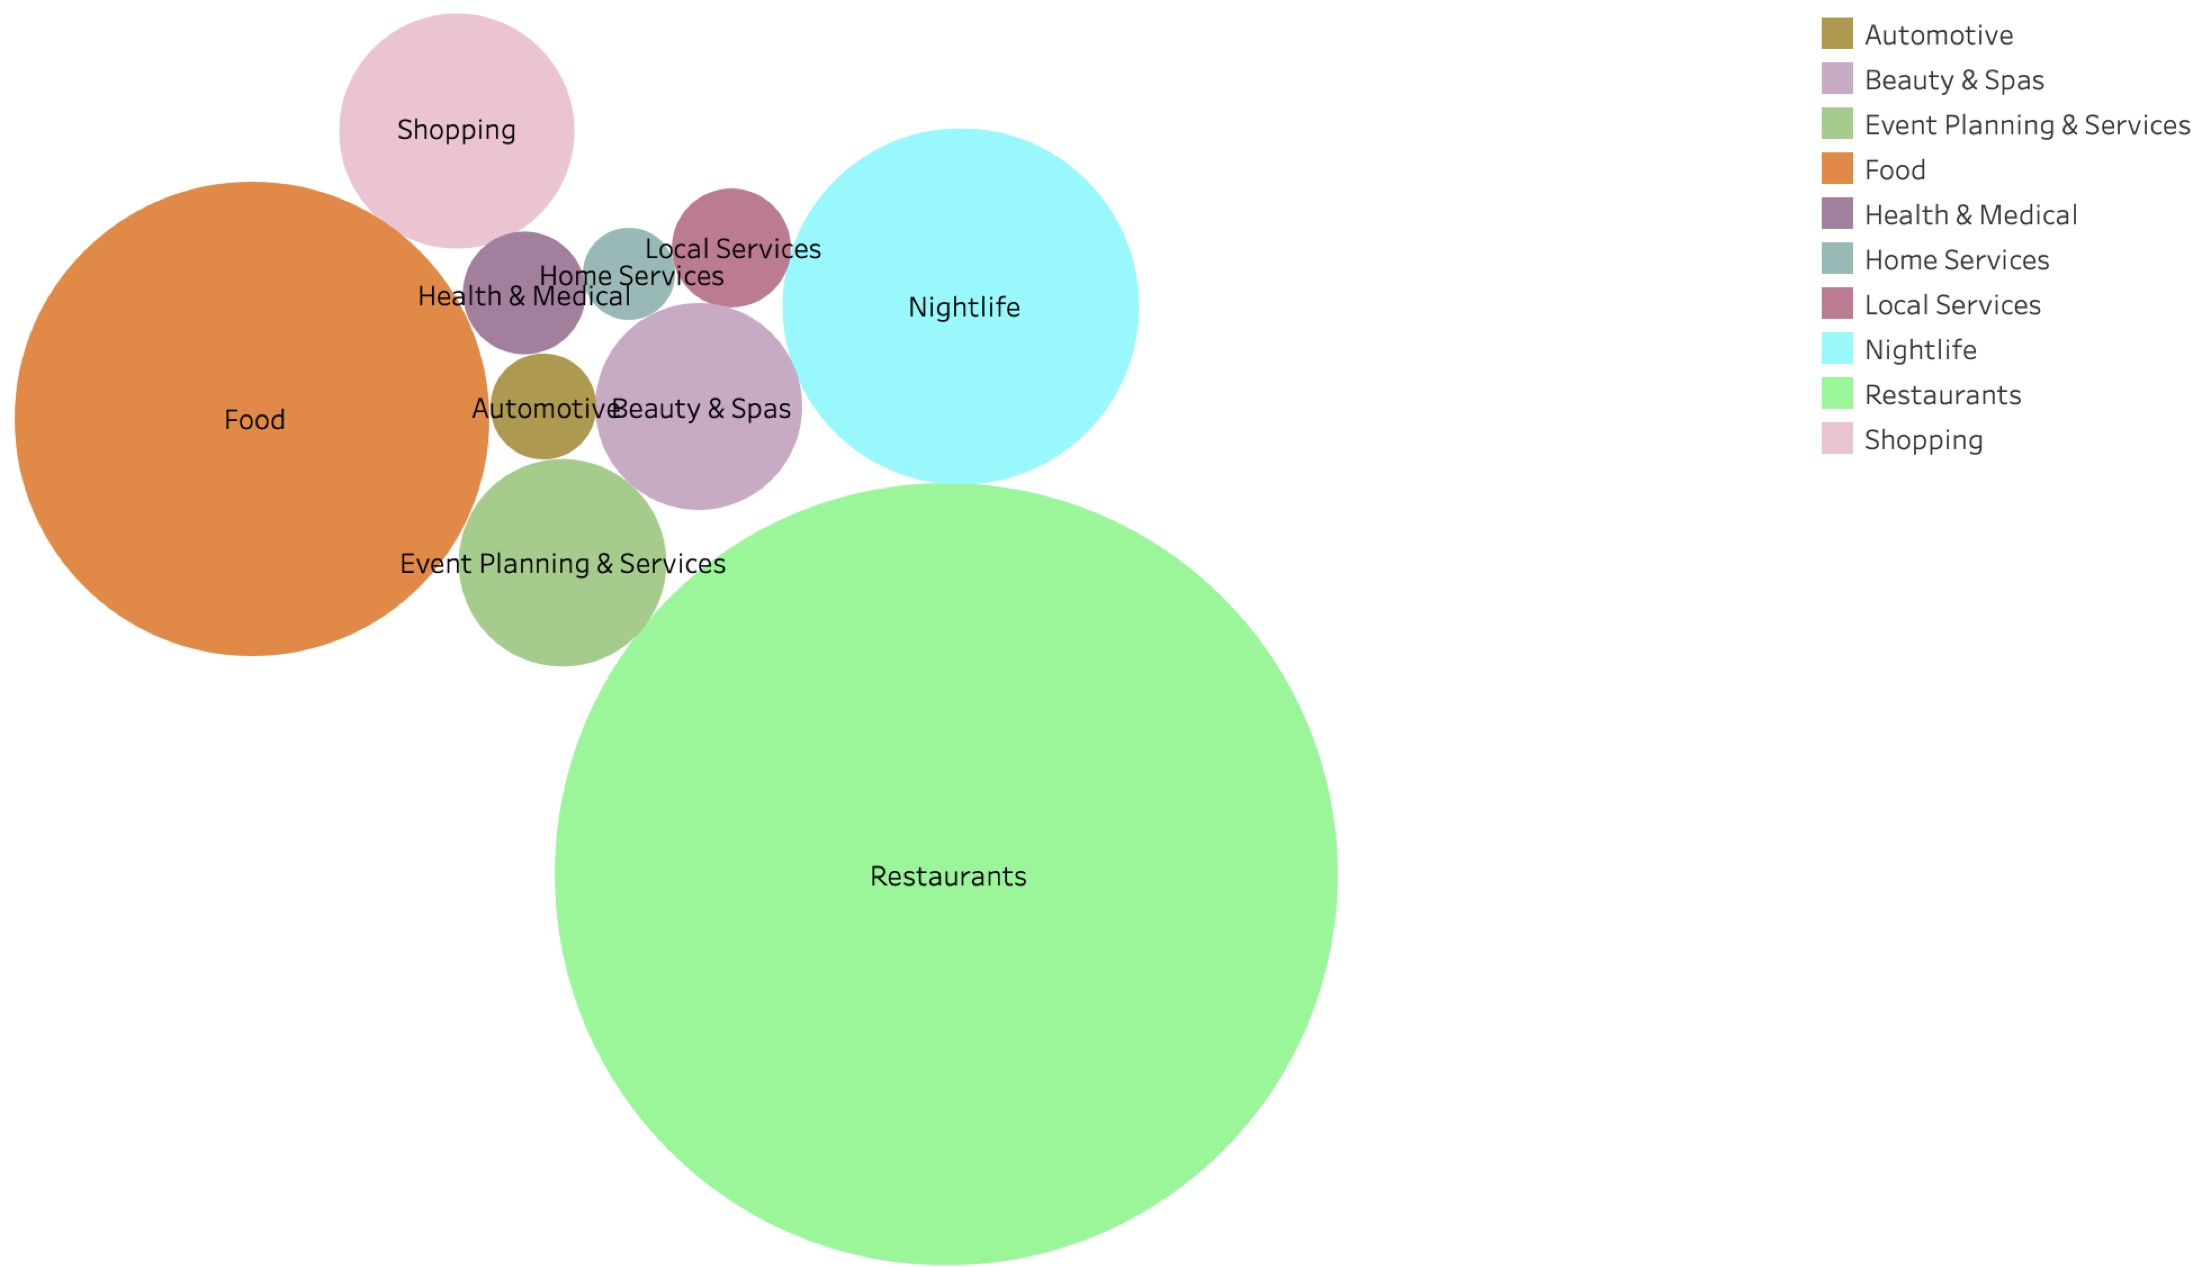 Shopping
Local Services
Home Services
Health & Medical
Nightlife
Automotive
Beauty & Spas
Food
Event Planning & Services
Restaurants
Automotive
Beauty & Spas
Event Planning & Services
Food
Health & Medical
Home Services
Local Services
Nightlife
Restaurants
Shopping